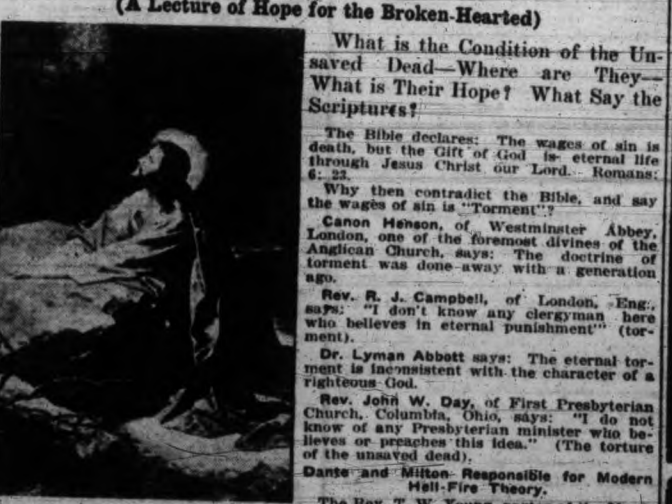 (A Lecture of Hope for the Broken-Hearted)
What is the Condition of the Un-
saved Dead—Where are They—
What is Their Hope? What Say the
Scriptures?
The Bible declares: The wages of sin is
death, but the Gift of God is eternal life
through Jesus Christ our Lord. Romans:
6: 23.
Why then contradict the Bible, and say
the wages of sin is "Torment"?
Canon Henson, of Westminster Abbey,
London, one of the foremost divines of the
Anglican Church, says: The doctrine of
torment was done away with a generation
ago.
Rev. R. J. Campbell, of London, Eng.,
says: "I don't know any clergyman here
who believes in eternal punishment'" (tor-
ment).
Dr. Lyman Abbott says: The eternal tor-
ment is inconsistent with the character of a
righteous God.
Rev. John W. Day, of First Presbyterian
Church, Columbia, Ohio, says: "I do not
know of any Presbyterian minister who be-
lieves or preaches this idea." (The torture
of the unsaved dead).
Dante and Milton Responsible for Modern
Hell-Fire Theory.
The Rev. T. W.